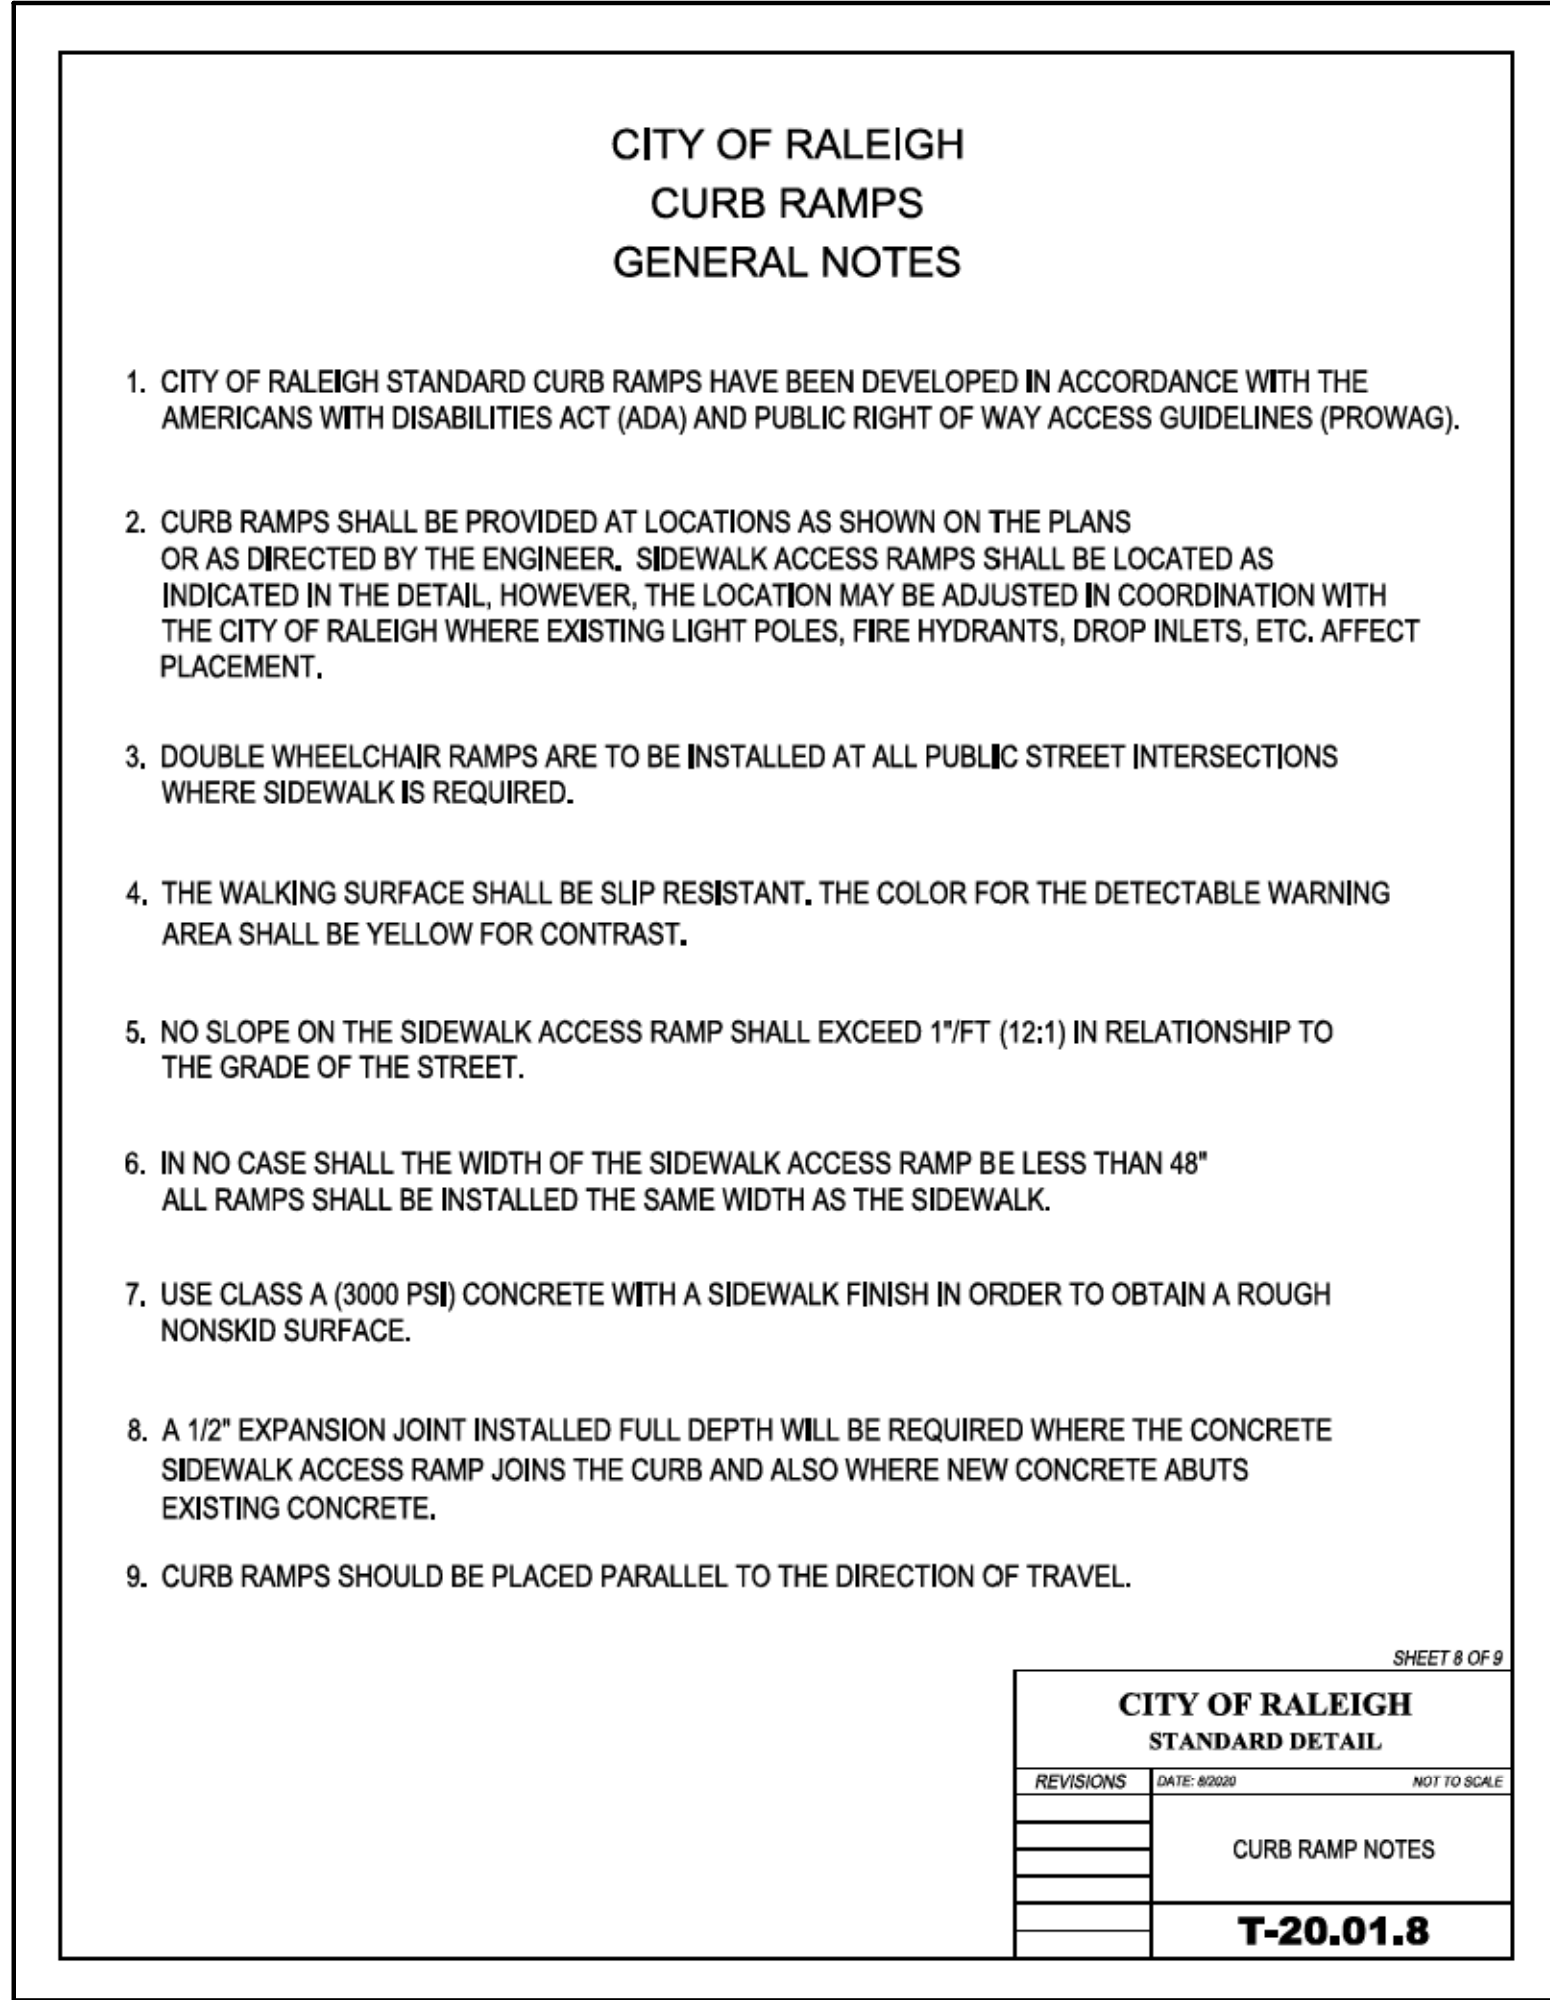 CITY OF RALEIGH
CURB RAMPS
GENERAL NOTES
1. CITY OF RALEIGH STANDARD CURB RAMPS HAVE BEEN DEVELOPED IN ACCORDANCE WITH THE
AMERICANS WITH DISABILITIES ACT (ADA) AND PUBLIC RIGHT OF WAY ACCESS GUIDELINES (PROWAG).
2. CURB RAMPS SHALL BE PROVIDED AT LOCATIONS AS SHOWN ON THE PLANS
OR AS DIRECTED BY THE ENGINEER. SIDEWALK ACCESS RAMPS SHALL BE LOCATED AS
INDICATED IN THE DETAIL, HOWEVER, THE LOCATION MAY BE ADJUSTED IN COORDINATION WITH
THE CITY OF RALEIGH WHERE EXISTING LIGHT POLES, FIRE HYDRANTS, DROP INLETS, ETC. AFFECT
PLACEMENT.
3. DOUBLE WHEELCHAIR RAMPS ARE TO BE INSTALLED AT ALL PUBLIC STREET INTERSECTIONS
WHERE SIDEWALK IS REQUIRED.
4. THE WALKING SURFACE SHALL BE SLIP RESISTANT. THE COLOR FOR THE DETECTABLE WARNING
AREA SHALL BE YELLOW FOR CONTRAST.
5. NO SLOPE ON THE SIDEWALK ACCESS RAMP SHALL EXCEED 1"/FT (12:1) IN RELATIONSHIP TO
THE GRADE OF THE STREET.
6. IN NO CASE SHALL THE WIDTH OF THE SIDEWALK ACCESS RAMP BE LESS THAN 48"
ALL RAMPS SHALL BE INSTALLED THE SAME WIDTH AS THE SIDEWALK.
7. USE CLASS A (3000 PSI) CONCRETE WITH A SIDEWALK FINISH IN ORDER TO OBTAIN A ROUGH
NONSKID SURFACE.
8. A 1/2" EXPANSION JOINT INSTALLED FULL DEPTH WILL BE REQUIRED WHERE THE CONCRETE
SIDEWALK ACCESS RAMP JOINS THE CURB AND ALSO WHERE NEW CONCRETE ABUTS
EXISTING CONCRETE.
9. CURB RAMPS SHOULD BE PLACED PARALLEL TO THE DIRECTION OF TRAVEL.
SHEET 8 OF 9
CITY OF RALEIGH
STANDARD DETAIL
REVISIONS DATE: 8/2020 NOT TO SCALE
CURB RAMP NOTES
T-20.01.8